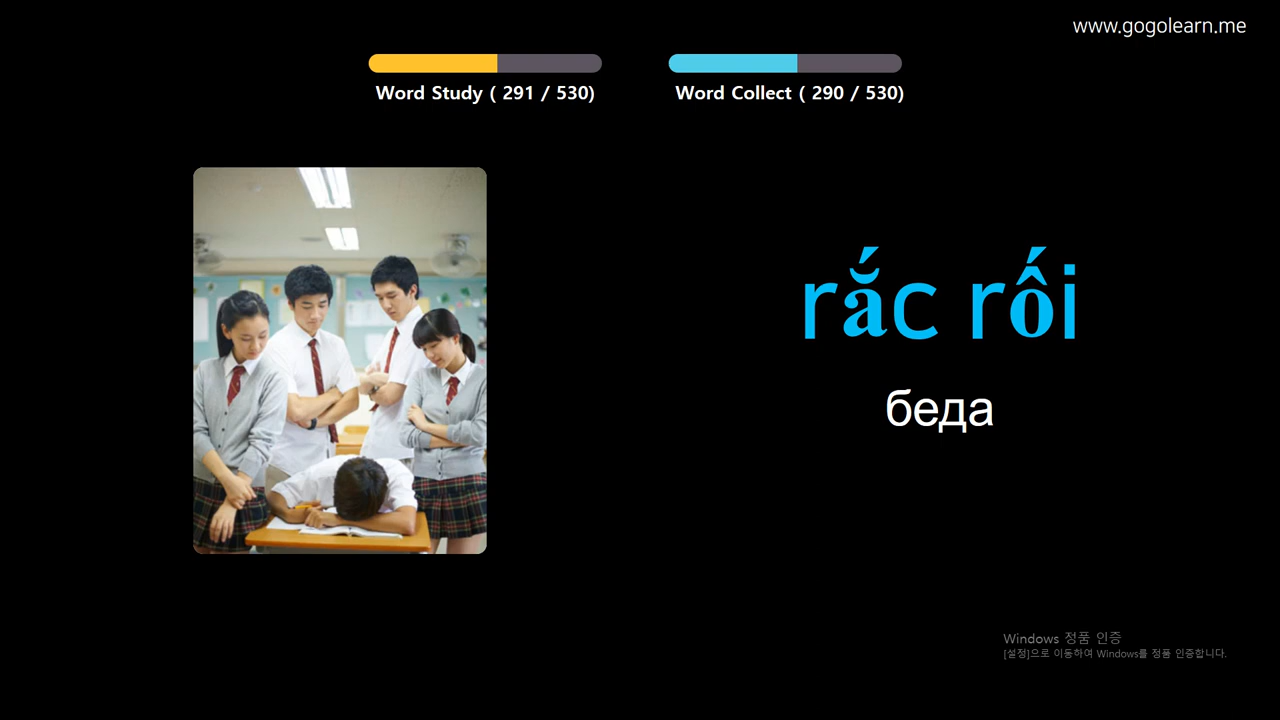 www.gogolearn.me
Word Study ( 291 / 530)
Word Collect ( 290 / 530)
rắc rối
беда
Windows 정품 인증
[설정]으로 이동하여 Windows를 정품 인증합니다.